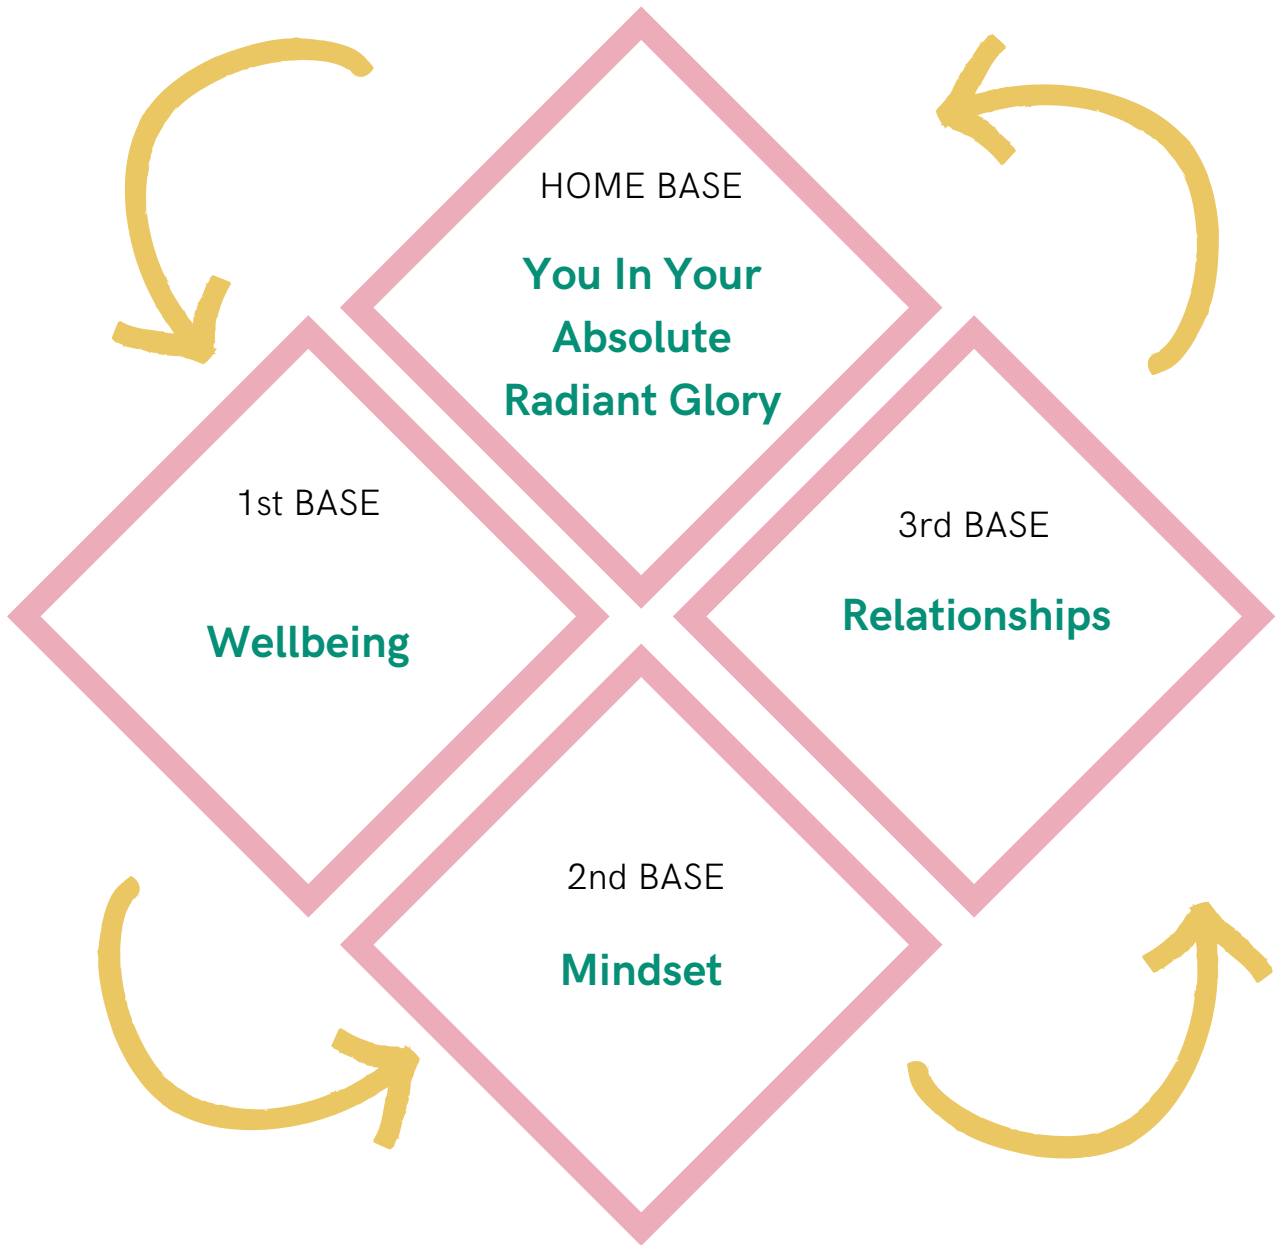 HOME BASE
You In Your
Absolute
Radiant Glory
1st BASE
Wellbeing
2nd BASE
Mindset
3rd BASE
Relationships